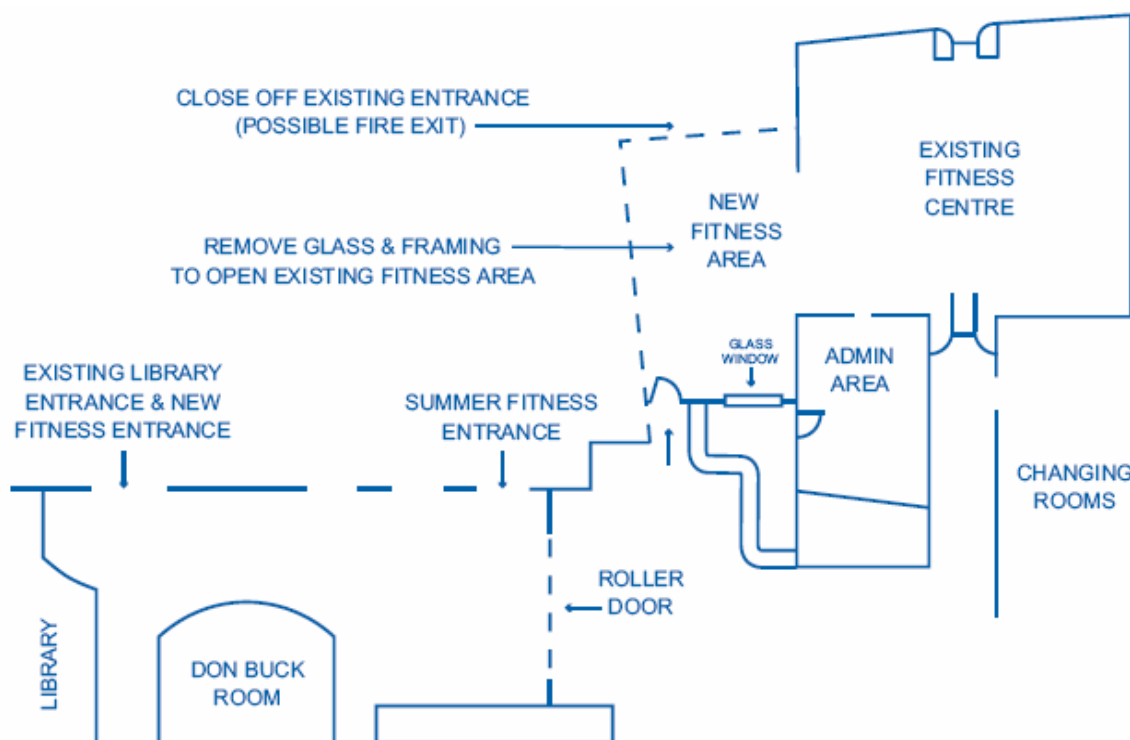 CLOSE OFF EXISTING ENTRANCE
(POSSIBLE FIRE EXIT)
EXISTING
FITNESS
CENTRE
NEW
FITNESS
AREA
REMOVE GLASS & FRAMING
TO OPEN EXISTING FITNESS AREA
GLASS
WINDOW
ADMIN
AREA
EXISTING LIBRARY
ENTRANCE & NEW
FITNESS ENTRANCE
SUMMER FITNESS
ENTRANCE
CHANGING
ROOMS
ROLLER
DOOR
LIBRARY
DON BUCK
ROOM